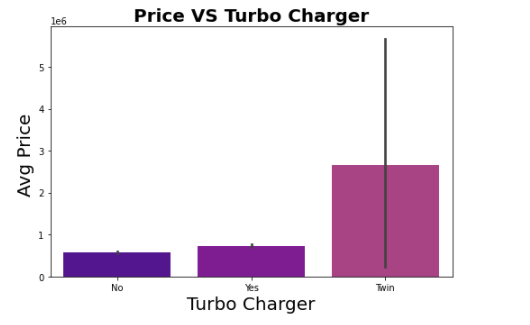 Price VS Turbo Charger
1e6
5
4
3
2
1
0
Avg Price
No Yes Twin
Turbo Charger